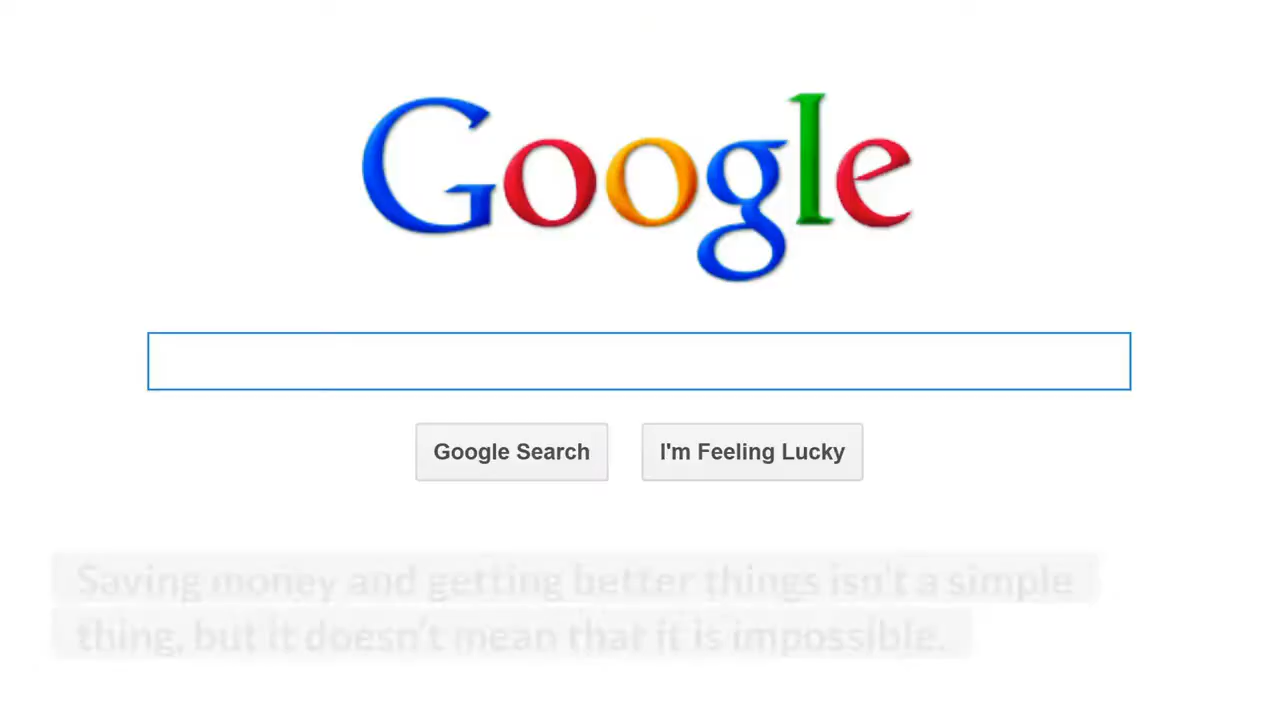 Google
Google Search
I'm Feeling Lucky
Saving money and getting better things isn't a simple
thing, but it doesn't mean that it is impossible.